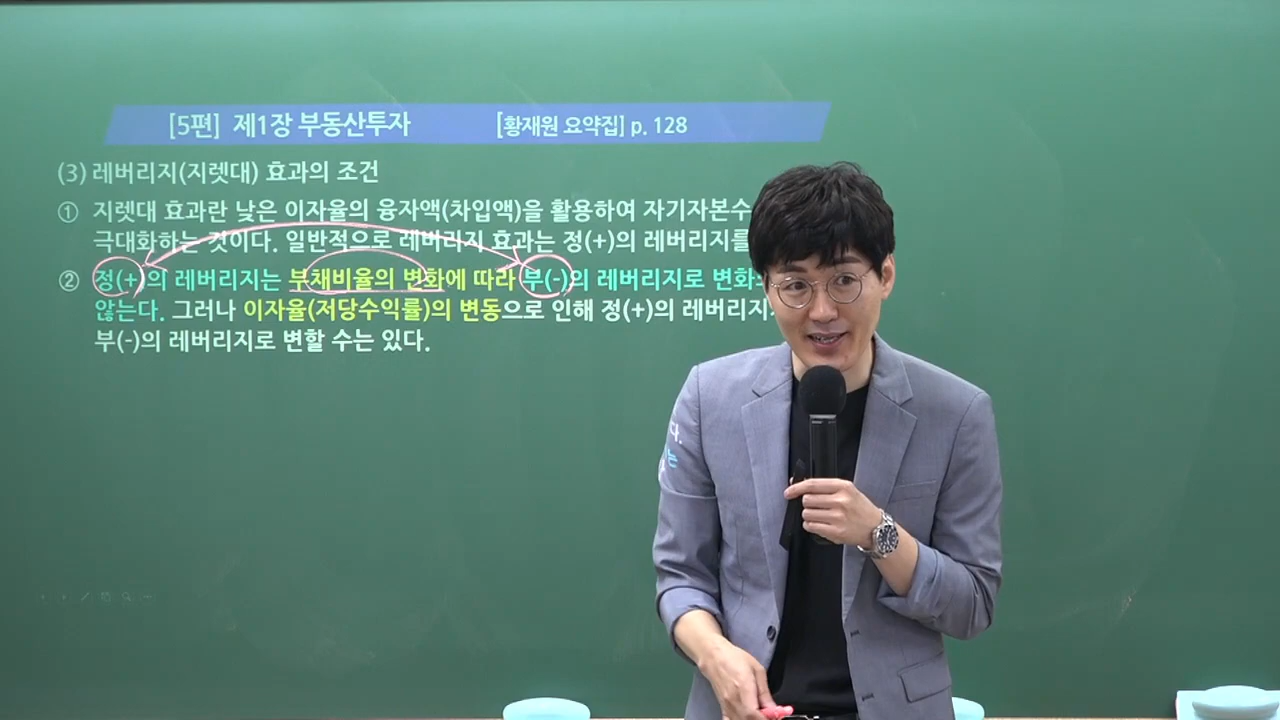 [5편] 제1장 부동산투자 [황재원 요약집] p. 128
(3) 레버리지(지렛대) 효과의 조건
① 지렛대 효과란 낮은 이자율의 융자액(차입액)을 활용하여 자기자본수
극대화하는 것이다. 일반적으로 레버리지 효과는 정(+)의 레버리지를
② 정(+)의 레버리지는 부채비율의 변화에 따라 부(-)의 레버리지로 변화
않는다. 그러나 이자율(저당수익률)의 변동으로 인해 정(+)의 레버리지
부(-)의 레버리지로 변할 수는 있다.
다.
는